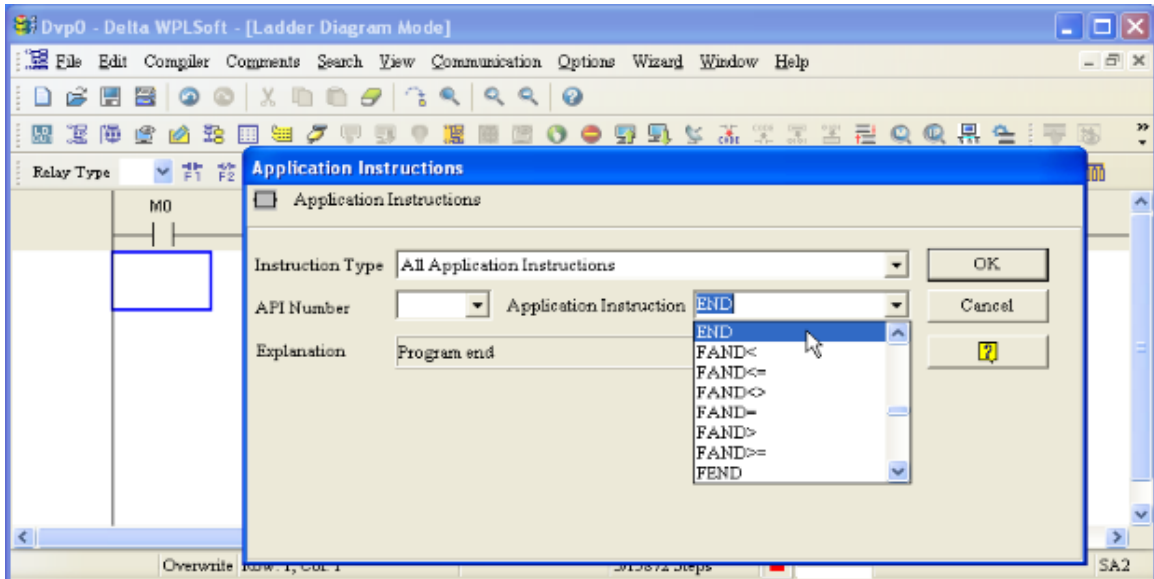 Dvp0 - Delta WPLSoft - [Ladder Diagram Mode]
File Edit Compiler Comments Search View Communication Options Wizard Window Help
Relay Type F1 F2
Application Instructions
Application Instructions
M0
Instruction Type All Application Instructions OK
API Number Application Instruction END Cancel
Explanation Program end
END
FAND<
FAND<=
FAND<>
FAND=
FAND>
FAND>=
FEND
Overwrite SA2